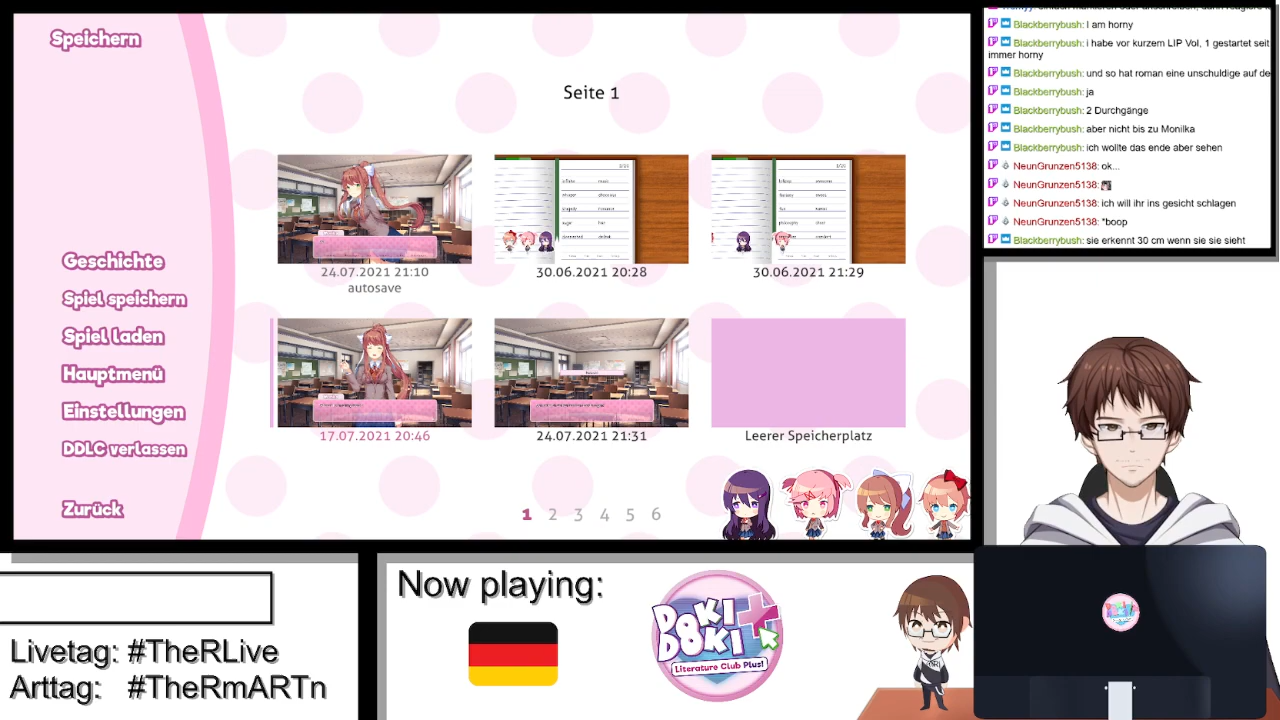 Speichern
Seite 1
24.07.2021 21:10
autosave
30.06.2021 20:28
30.06.2021 21:29
17.07.2021 20:46
24.07.2021 21:31
Leerer Speicherplatz
Geschichte
Spiel speichern
Spiel laden
Hauptmenü
Einstellungen
DDLC verlassen
Zurück
1 2 3 4 5 6
Blackberrybush: I am horny
Blackberrybush: i habe vor kurzem LIP Vol, 1 gestartet seit
immer horny
Blackberrybush: und so hat roman eine unschuldige auf de
Blackberrybush: ja
Blackberrybush: 2 Durchgänge
Blackberrybush: aber nicht bis zu Monilka
Blackberrybush: ich wollte das ende aber sehen
NeunGrunzen5138: ok...
NeunGrunzen5138:
NeunGrunzen5138: ich will ihr ins gesicht schlagen
NeunGrunzen5138: *boop
Blackberrybush: sie erkennt 30 cm wenn sie sie sieht
Livetag: #TheRLive
Arttag: #TheRmARTn
Now playing:
DOKI
DOKI
Literature Club Plus!